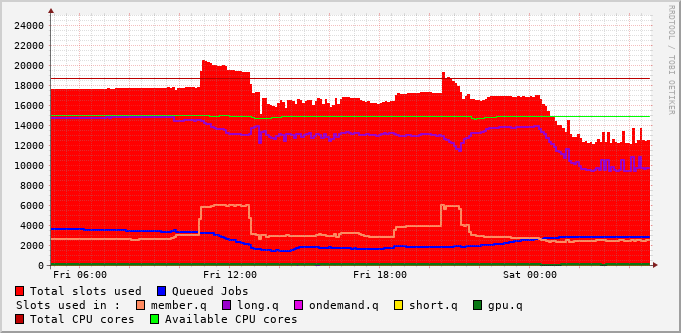 RRDTOOL / TOBI OETIKER
24000
22000
20000
18000
16000
14000
12000
10000
8000
6000
4000
2000
0
Fri 06:00 Fri 12:00 Fri 18:00 Sat 00:00
Total slots used Queued Jobs
Slots used in : member.q long.q ondemand.q short.q gpu.q
Total CPU cores Available CPU cores